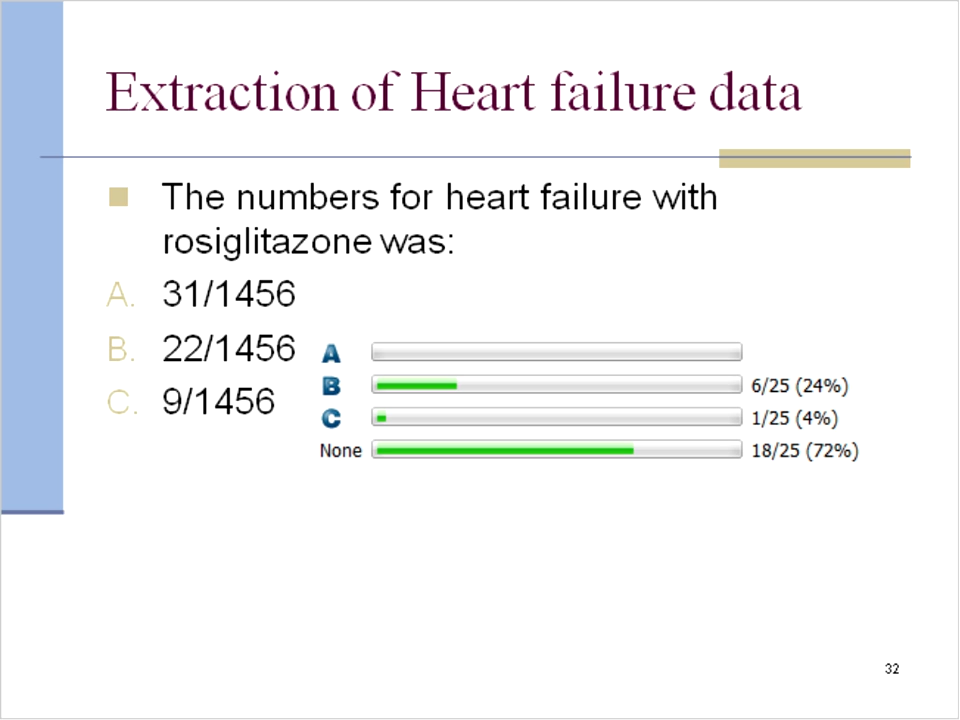 Extraction of Heart failure data
The numbers for heart failure with
rosiglitazone was:
A. 31/1456
B. 22/1456
C. 9/1456
A
B 6/25 (24%)
C 1/25 (4%)
None 18/25 (72%)
32